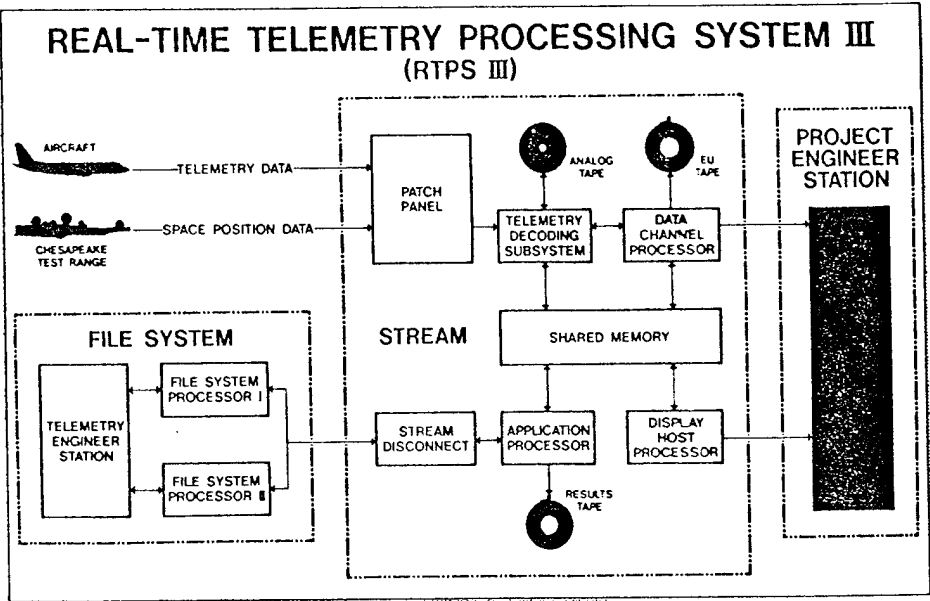 REAL-TIME TELEMETRY PROCESSING SYSTEM III
(RTPS III)
AIRCRAFT
TELEMETRY DATA
SPACE POSITION DATA
CHESAPEAKE
TEST RANGE
PATCH
PANEL
ANALOG
TAPE
EU
TAPE
TELEMETRY
DECODING
SUBSYSTEM
DATA
CHANNEL
PROCESSOR
PROJECT
ENGINEER
STATION
STREAM
SHARED MEMORY
FILE SYSTEM
TELEMETRY
ENGINEER
STATION
FILE SYSTEM
PROCESSOR I
FILE SYSTEM
PROCESSOR II
STREAM
DISCONNECT
APPLICATION
PROCESSOR
DISPLAY
HOST
PROCESSOR
RESULTS
TAPE